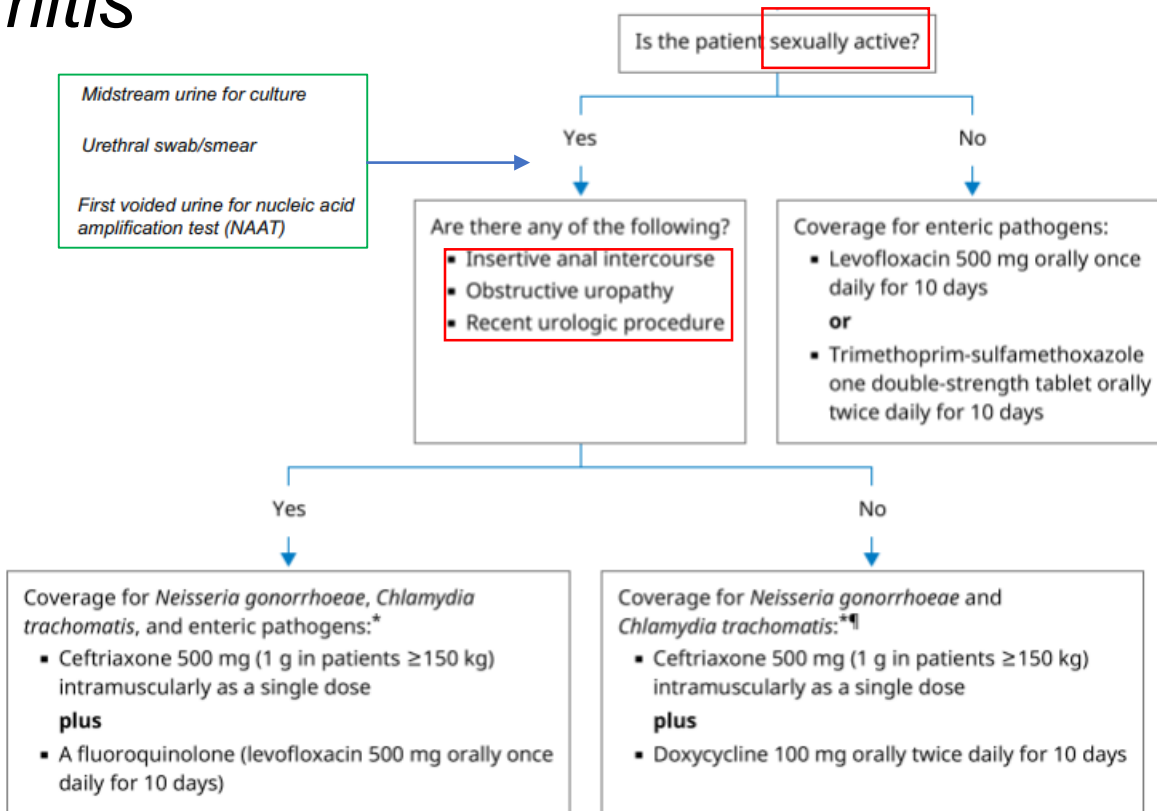 nitis
Is the patient sexually active?
Midstream urine for culture
Urethral swab/smear
First voided urine for nucleic acid
amplification test (NAAT)
Yes
No
Are there any of the following?
▪ Insertive anal intercourse
▪ Obstructive uropathy
▪ Recent urologic procedure
Coverage for enteric pathogens:
▪ Levofloxacin 500 mg orally once
daily for 10 days
or
▪ Trimethoprim-sulfamethoxazole
one double-strength tablet orally
twice daily for 10 days
Yes
No
Coverage for Neisseria gonorrhoeae, Chlamydia
trachomatis, and enteric pathogens:*
▪ Ceftriaxone 500 mg (1 g in patients ≥150 kg)
intramuscularly as a single dose
plus
▪ A fluoroquinolone (levofloxacin 500 mg orally once
daily for 10 days)
Coverage for Neisseria gonorrhoeae and
Chlamydia trachomatis:*¶
▪ Ceftriaxone 500 mg (1 g in patients ≥150 kg)
intramuscularly as a single dose
plus
▪ Doxycycline 100 mg orally twice daily for 10 days